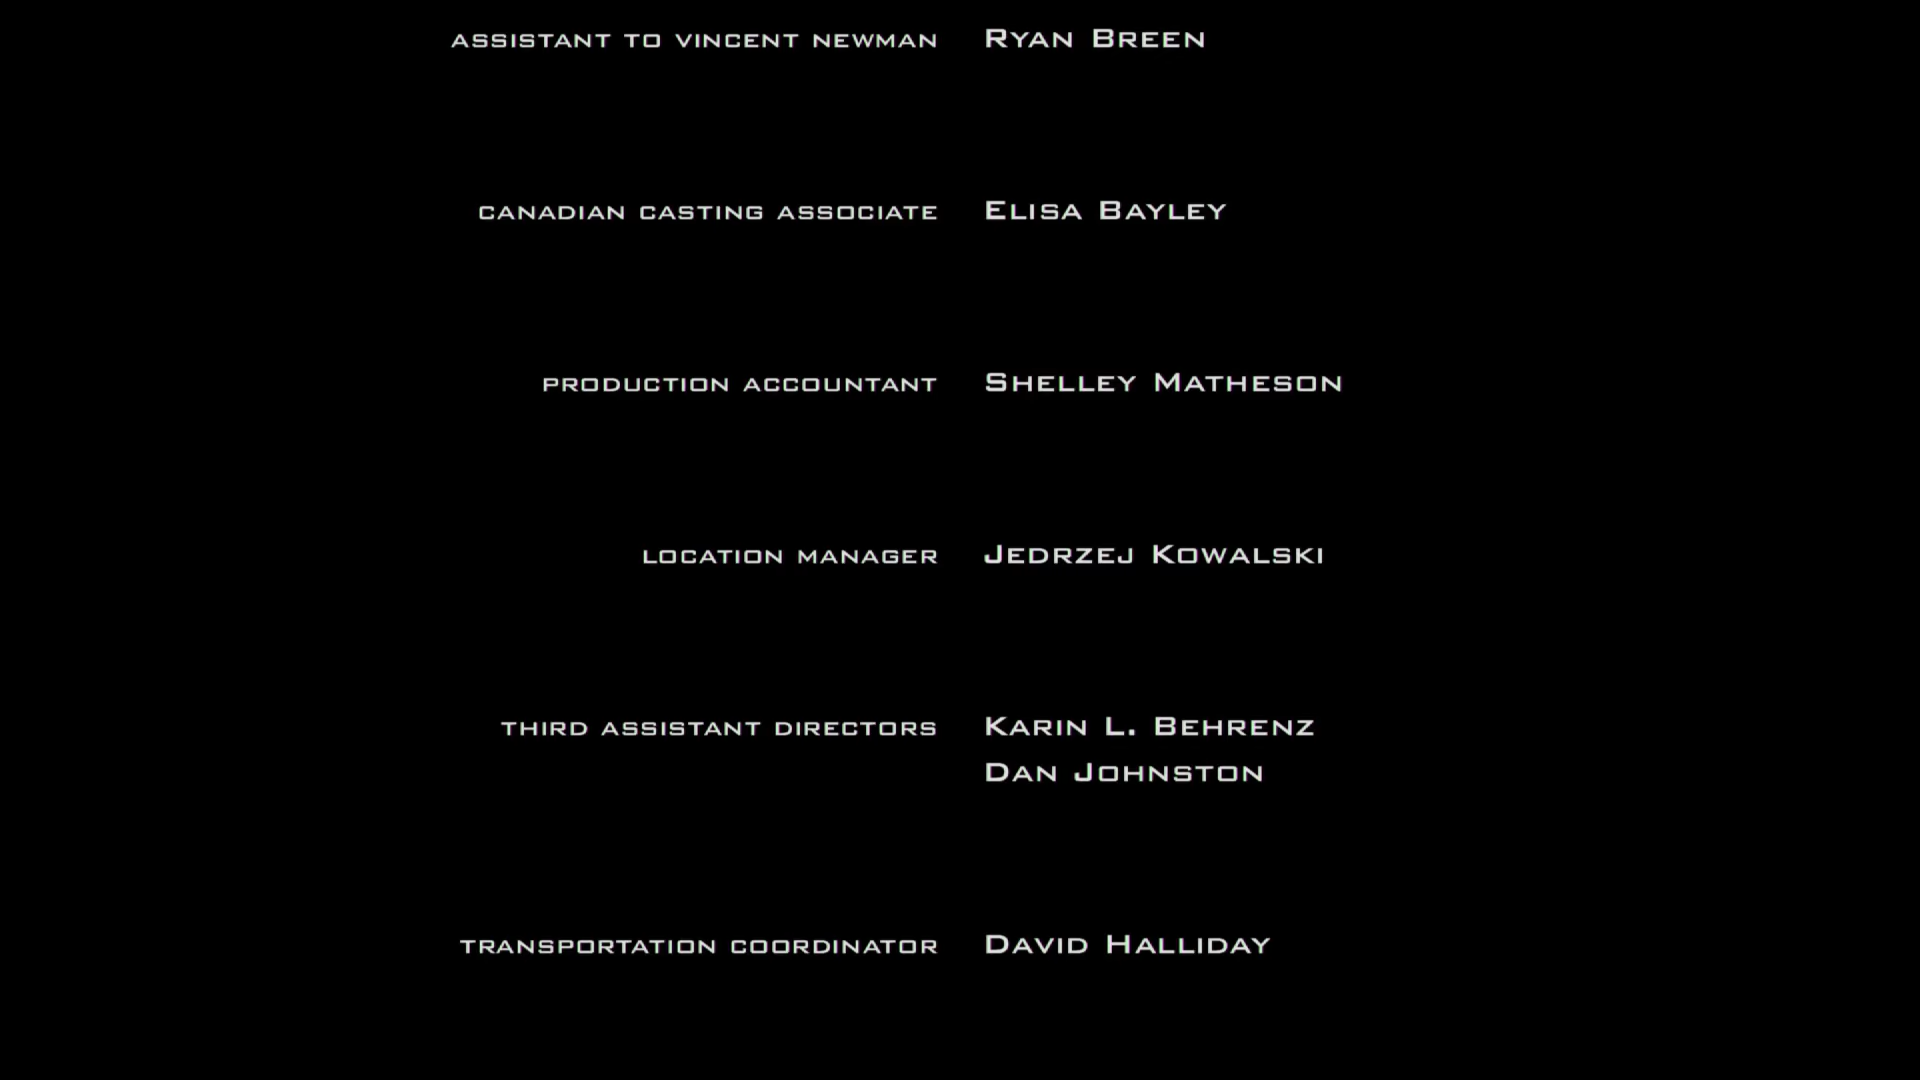 ASSISTANT TO VINCENT NEWMAN RYAN BREEN
CANADIAN CASTING ASSOCIATE ELISA BAYLEY
PRODUCTION ACCOUNTANT SHELLEY MATHESON
LOCATION MANAGER JEDRZEJ KOWALSKI
THIRD ASSISTANT DIRECTORS KARIN L. BEHRENZ
DAN JOHNSTON
TRANSPORTATION COORDINATOR DAVID HALLIDAY